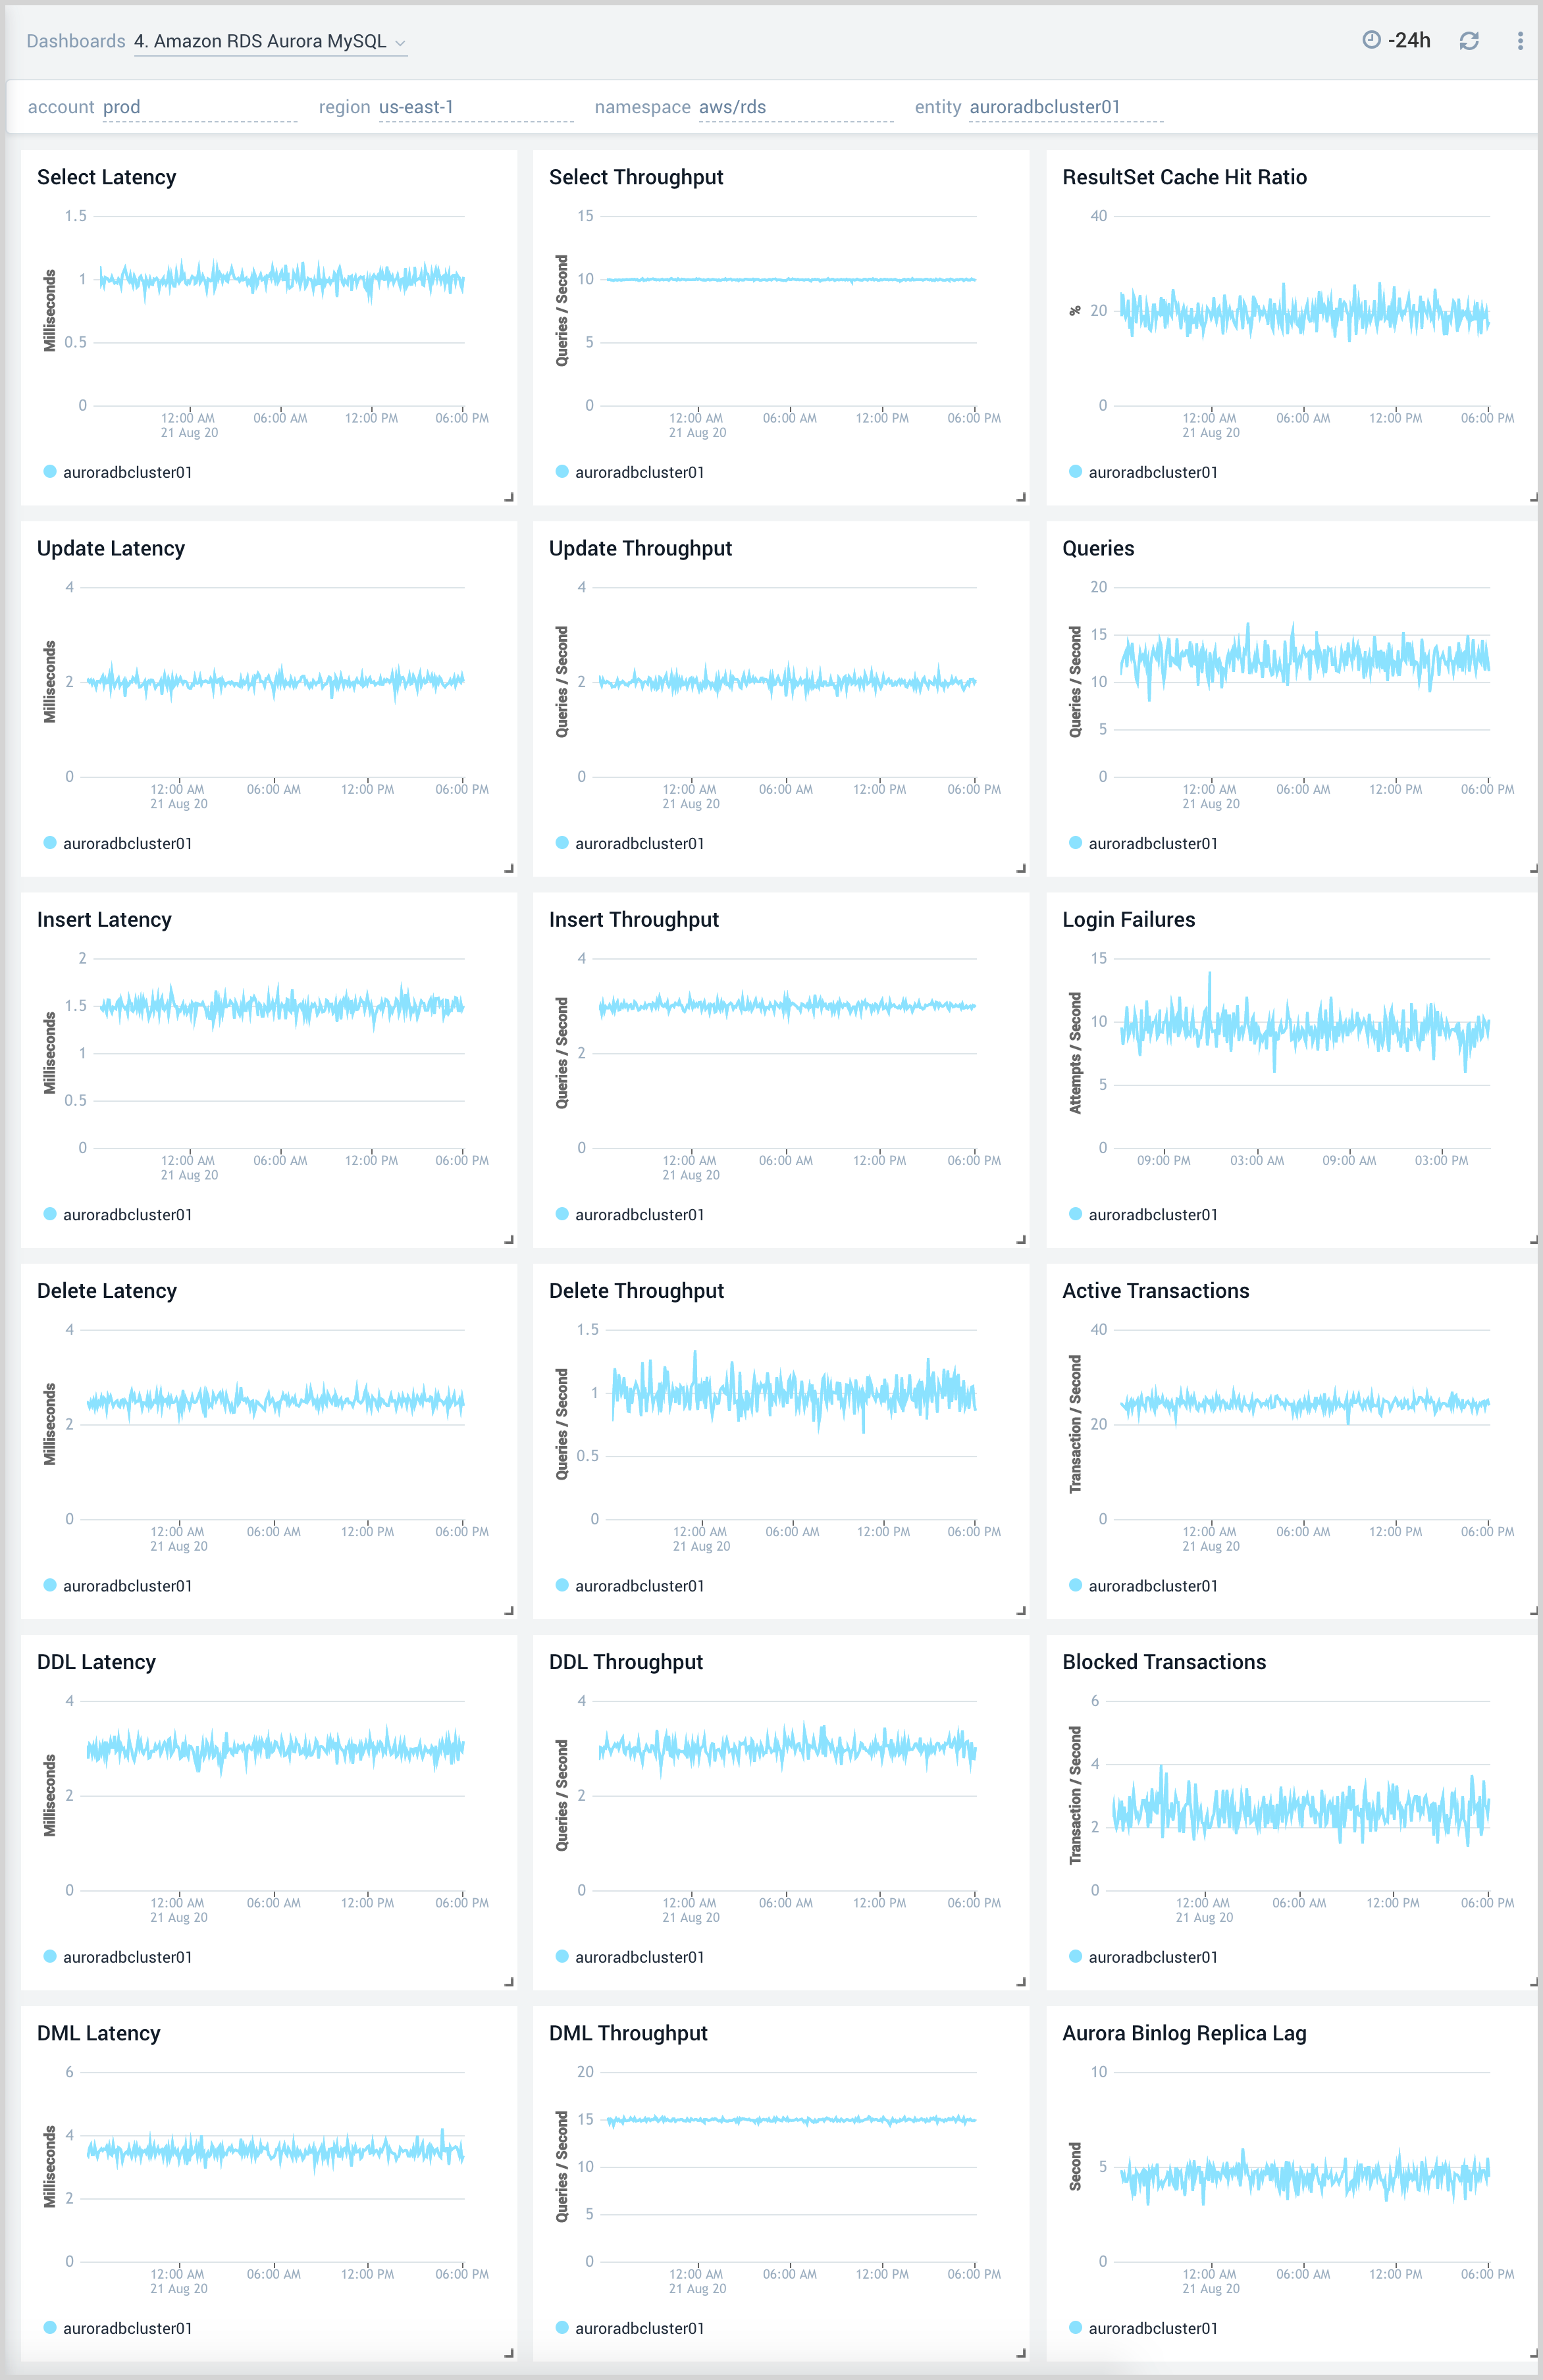 Dashboards 4. Amazon RDS Aurora MySQL
-24h
account prod region us-east-1 namespace aws/rds entity auroradbcluster01
Select Latency
Milliseconds
1.5
1
0.5
0
12:00 AM 06:00 AM 12:00 PM 06:00 PM
21 Aug 20
auroradbcluster01
Select Throughput
Queries / Second
15
10
5
0
12:00 AM 06:00 AM 12:00 PM 06:00 PM
21 Aug 20
auroradbcluster01
ResultSet Cache Hit Ratio
%
40
20
0
12:00 AM 06:00 AM 12:00 PM 06:00 PM
21 Aug 20
auroradbcluster01
Update Latency
Milliseconds
4
2
0
12:00 AM 06:00 AM 12:00 PM 06:00 PM
21 Aug 20
auroradbcluster01
Update Throughput
Queries / Second
4
2
0
12:00 AM 06:00 AM 12:00 PM 06:00 PM
21 Aug 20
auroradbcluster01
Queries
Queries / Second
20
15
10
5
0
12:00 AM 06:00 AM 12:00 PM 06:00 PM
21 Aug 20
auroradbcluster01
Insert Latency
Milliseconds
2
1.5
1
0.5
0
12:00 AM 06:00 AM 12:00 PM 06:00 PM
21 Aug 20
auroradbcluster01
Insert Throughput
Queries / Second
4
2
0
12:00 AM 06:00 AM 12:00 PM 06:00 PM
21 Aug 20
auroradbcluster01
Login Failures
Attempts / Second
15
10
5
0
09:00 PM 03:00 AM 09:00 AM 03:00 PM
auroradbcluster01
Delete Latency
Milliseconds
4
2
0
12:00 AM 06:00 AM 12:00 PM 06:00 PM
21 Aug 20
auroradbcluster01
Delete Throughput
Queries / Second
1.5
1
0.5
0
12:00 AM 06:00 AM 12:00 PM 06:00 PM
21 Aug 20
auroradbcluster01
Active Transactions
Transaction / Second
40
20
0
12:00 AM 06:00 AM 12:00 PM 06:00 PM
21 Aug 20
auroradbcluster01
DDL Latency
Milliseconds
4
2
0
12:00 AM 06:00 AM 12:00 PM 06:00 PM
21 Aug 20
auroradbcluster01
DDL Throughput
Queries / Second
4
2
0
12:00 AM 06:00 AM 12:00 PM 06:00 PM
21 Aug 20
auroradbcluster01
Blocked Transactions
Transaction / Second
6
4
2
0
12:00 AM 06:00 AM 12:00 PM 06:00 PM
21 Aug 20
auroradbcluster01
DML Latency
Milliseconds
6
4
2
0
12:00 AM 06:00 AM 12:00 PM 06:00 PM
21 Aug 20
auroradbcluster01
DML Throughput
Queries / Second
20
15
10
5
0
12:00 AM 06:00 AM 12:00 PM 06:00 PM
21 Aug 20
auroradbcluster01
Aurora Binlog Replica Lag
Second
10
5
0
12:00 AM 06:00 AM 12:00 PM 06:00 PM
21 Aug 20
auroradbcluster01